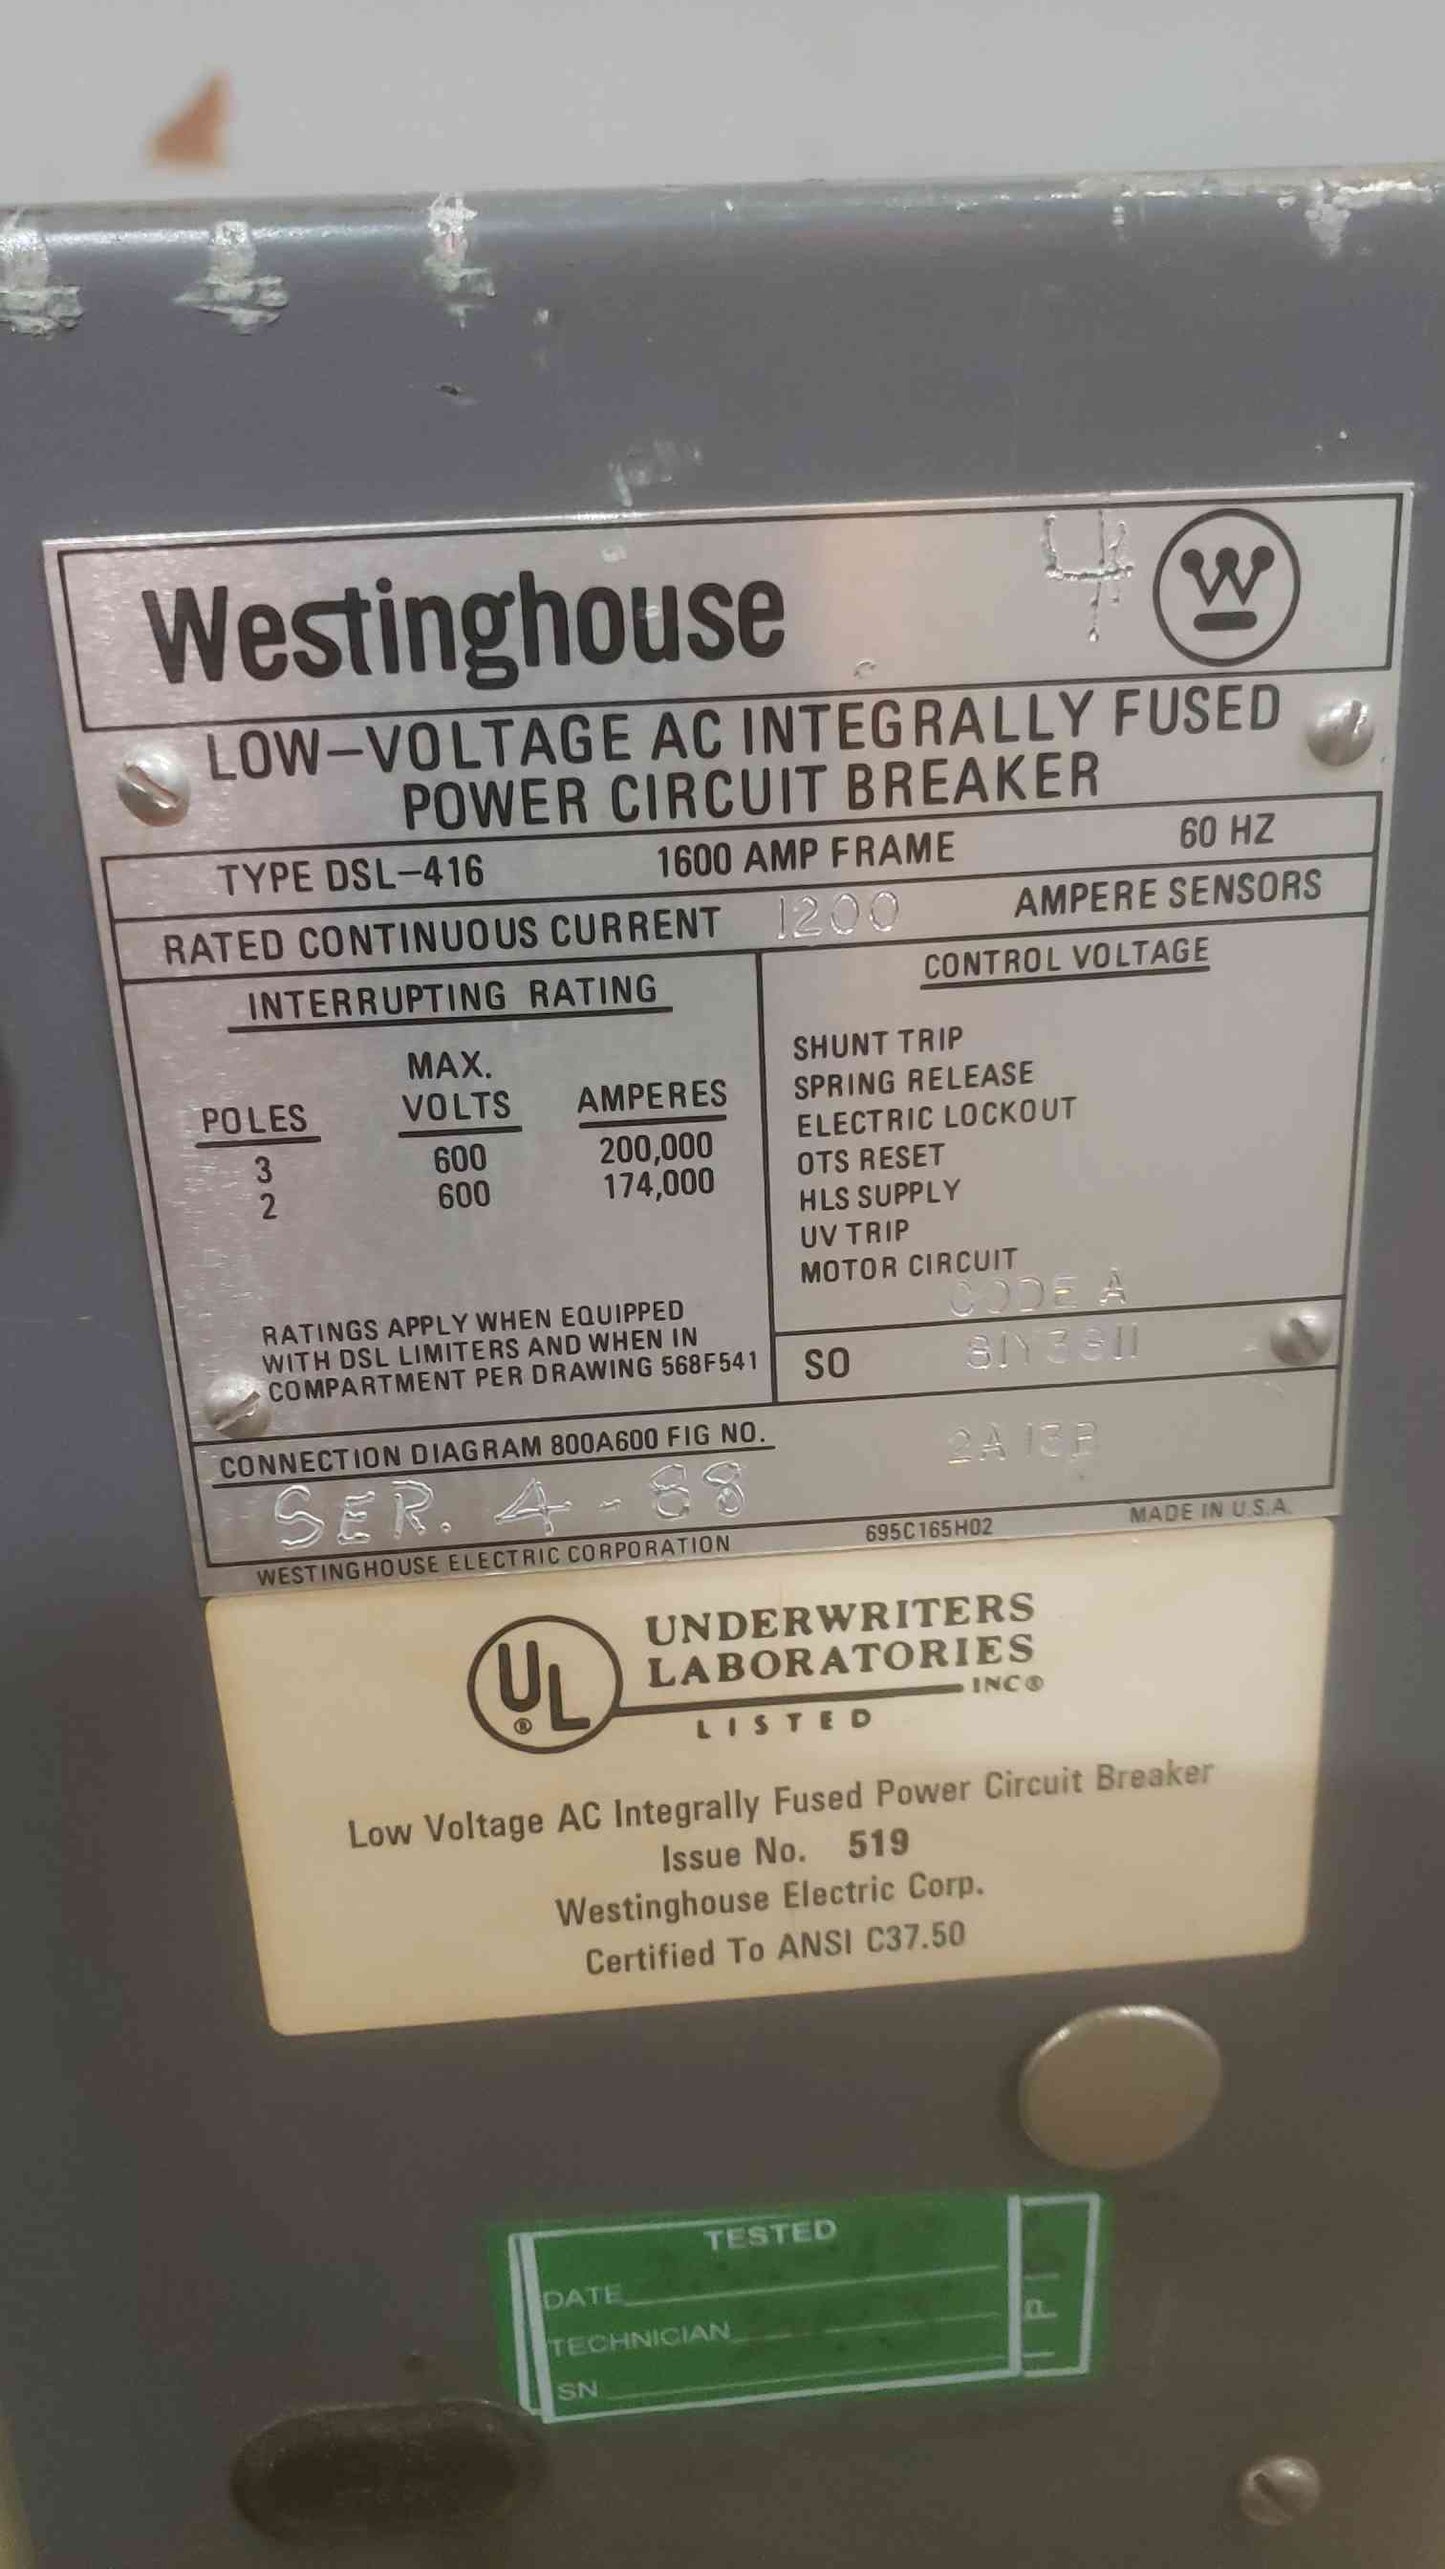 Westinghouse
4
W
LOW-VOLTAGE AC INTEGRALLY FUSED
POWER CIRCUIT BREAKER
TYPE DSL-416 1600 AMP FRAME 60 HZ
RATED CONTINUOUS CURRENT 1200 AMPERE SENSORS
INTERRUPTING RATING
POLES MAX. VOLTS AMPERES
3 600 200,000
2 600 174,000
RATINGS APPLY WHEN EQUIPPED
WITH DSL LIMITERS AND WHEN IN
COMPARTMENT PER DRAWING 568F541
CONTROL VOLTAGE
SHUNT TRIP
SPRING RELEASE
ELECTRIC LOCKOUT
OTS RESET
HLS SUPPLY
UV TRIP
MOTOR CIRCUIT
CODE A
SO
CONNECTION DIAGRAM 800A600 FIG NO. 2A13B
SER. 4-88
WESTINGHOUSE ELECTRIC CORPORATION 695C165H02 MADE IN U.S.A.
UL
UNDERWRITERS
LABORATORIES
INC®
LISTED
Low Voltage AC Integrally Fused Power Circuit Breaker
Issue No. 519
Westinghouse Electric Corp.
Certified To ANSI C37.50
TESTED
DATE
TECHNICIAN
SN